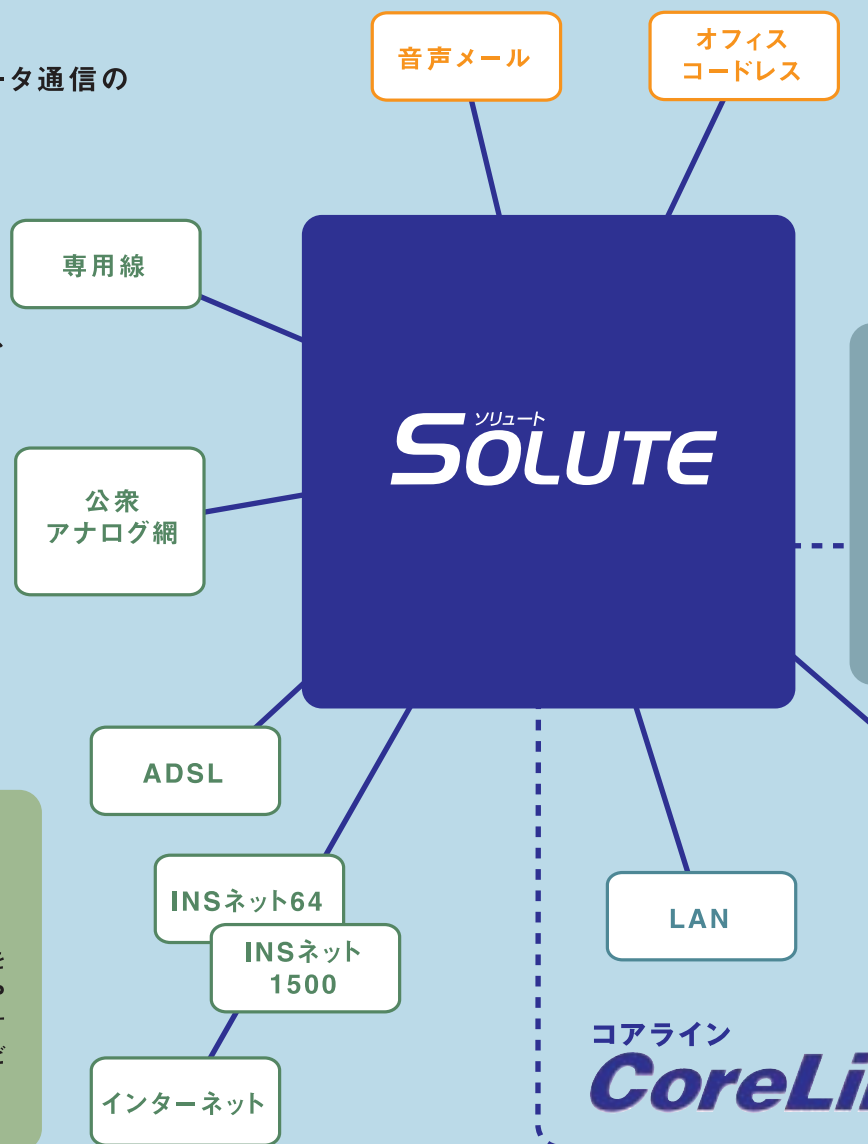 ータ通信の
音声メール
オフィス
コードレス
専用線
ソリュート
SOLUTE
公衆
アナログ網
ADSL
INSネット64
INSネット
1500
LAN
を
コアライン
CoreLi
インターネット